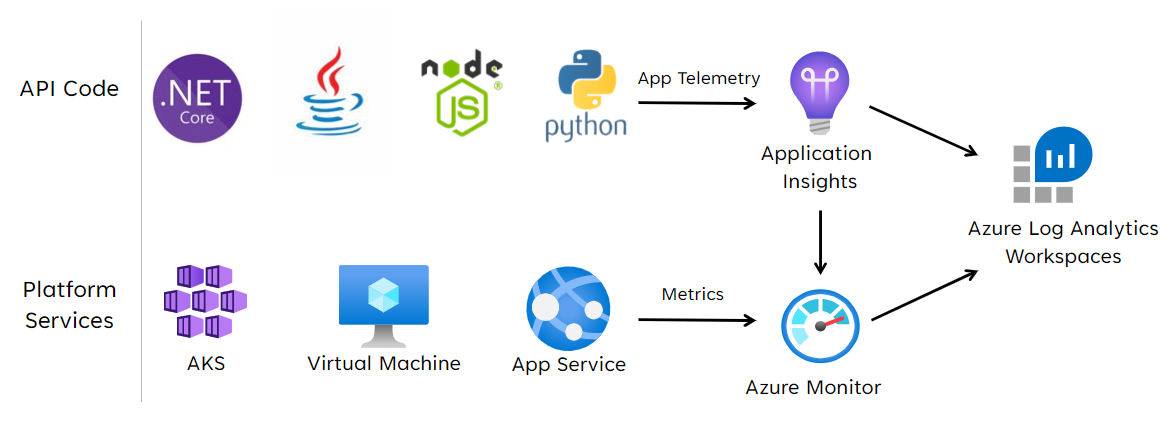 API Code
.NET
Core
node
JS
®
python
App Telemetry
Application
Insights
Azure Log Analytics
Workspaces
Platform
Services
AKS
Virtual Machine
App Service
Metrics
Azure Monitor